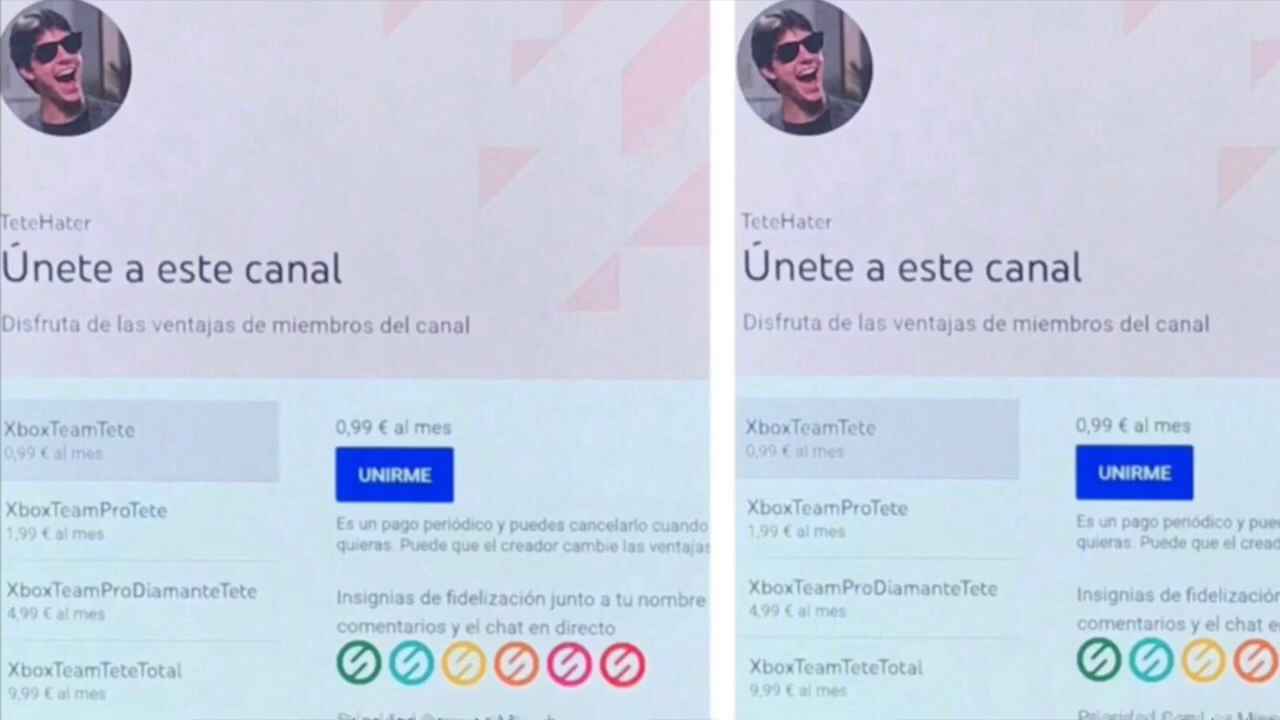 TeteHater
Únete a este canal
Disfruta de las ventajas de miembros del canal
XboxTeamTete
0,99 € al mes
XboxTeamProTete
1,99 € al mes
XboxTeamProDiamanteTete
4,99 € al mes
XboxTeamTeteTotal
9,99 € al mes
0,99 € al mes
UNIRME
Es un pago periódico y puedes cancelarlo cuando
quieras. Puede que el creador cambie las ventajas
Insignias de fidelización junto a tu nombre
comentarios y el chat en directo
TeteHater
Únete a este canal
Disfruta de las ventajas de miembros del canal
XboxTeamTete
0,99 € al mes
XboxTeamProTete
1,99 € al mes
XboxTeamProDiamanteTete
4,99 € al mes
XboxTeamTeteTotal
9,99 € al mes
0,99 € al mes
UNIRME
Es un pago periódico y
quieras. Puede que el
Insignias de
comentarios y el chat